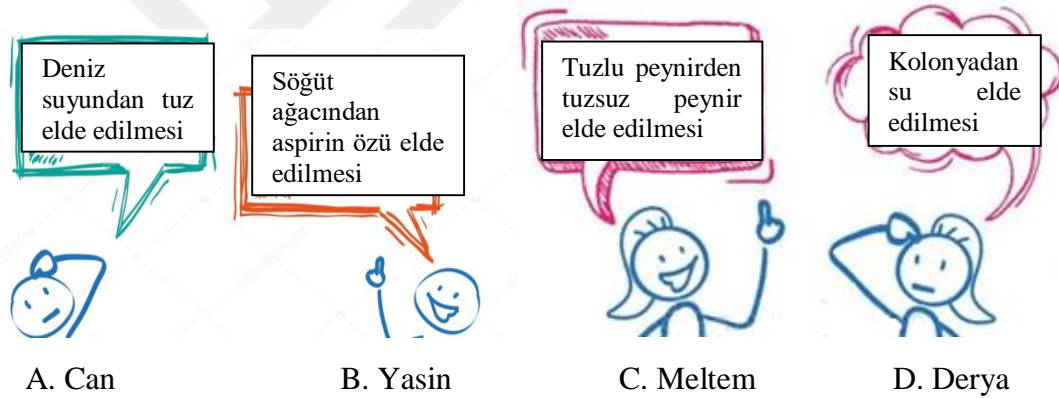 Deniz
suyundan tuz
elde edilmesi
Söğüt
ağacından
aspirin özü elde
edilmesi
Tuzlu peynirden
tuzsuz peynir
elde edilmesi
Kolonyadan
su elde
edilmesi
A. Can B. Yasin C. Meltem D. Derya